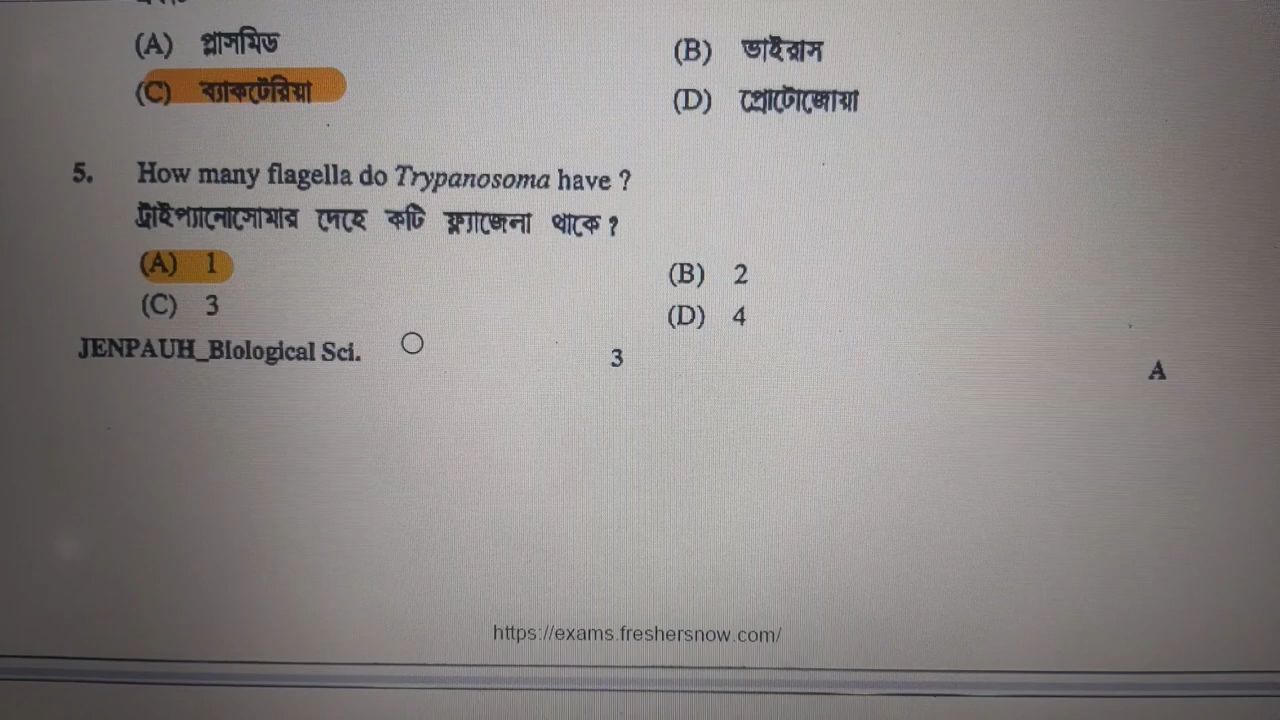 (A) প্লাসমিড (B) ভাইরাস
(C) ব্যাকটেরিয়া (D) প্রোটোজোয়া
5. How many flagella do Trypanosoma have ?
ট্রাইপ্যানোসোমার দেহে কটি ফ্ল্যাজেলা থাকে ?
(A) 1 (B) 2
(C) 3 (D) 4
JENPAUH_Biological Sci. 3 A
https://exams.freshersnow.com/